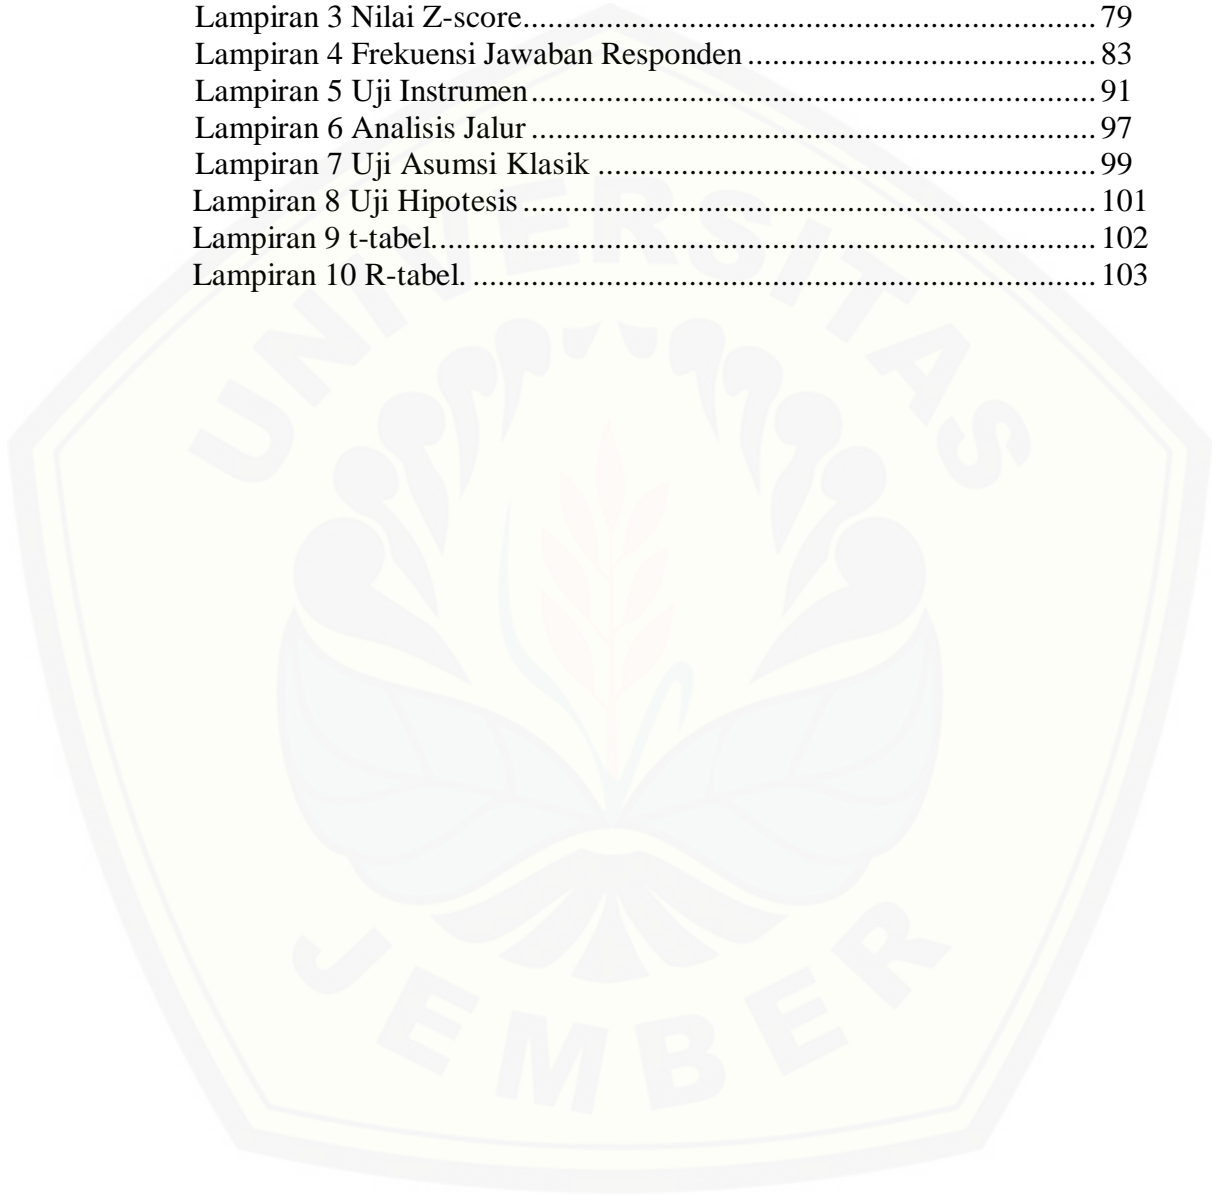 Lampiran 3 Nilai Z-score.................................................................... 79
Lampiran 4 Frekuensi Jawaban Responden ......................................... 83
Lampiran 5 Uji Instrumen................................................................... 91
Lampiran 6 Analisis Jalur ................................................................... 97
Lampiran 7 Uji Asumsi Klasik ........................................................... 99
Lampiran 8 Uji Hipotesis .................................................................... 101
Lampiran 9 t-tabel............................................................................... 102
Lampiran 10 R-tabel. .......................................................................... 103
UNIVERSITAS
JEMBER